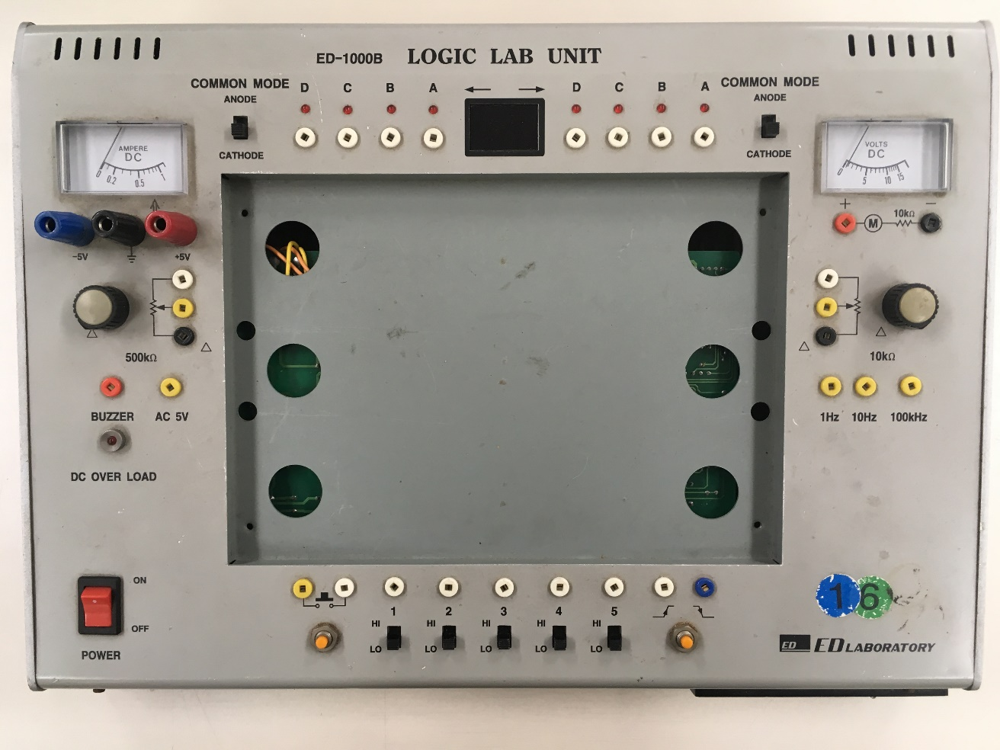 ED-1000B LOGIC LAB UNIT
COMMON MODE
ANODE
CATHODE
D C B A
D C B A
COMMON MODE
ANODE
CATHODE
AMPERE
DC
0 0.2 0.5 1
VOLTS
DC
0 5 10 15
-5V
+5V
+ −
M
10kΩ
500kΩ
10kΩ
BUZZER
AC 5V
1Hz 10Hz 100kHz
DC OVER LOAD
ON
OFF
POWER
1 2 3 4 5
HI HI HI HI HI
LO LO LO LO LO
16
ED ED LABORATORY